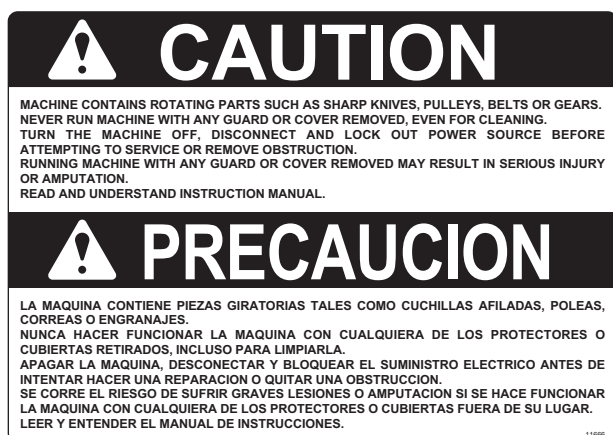 CAUTION
MACHINE CONTAINS ROTATING PARTS SUCH AS SHARP KNIVES, PULLEYS, BELTS OR GEARS.
NEVER RUN MACHINE WITH ANY GUARD OR COVER REMOVED, EVEN FOR CLEANING.
TURN THE MACHINE OFF, DISCONNECT AND LOCK OUT POWER SOURCE BEFORE
ATTEMPTING TO SERVICE OR REMOVE OBSTRUCTION.
RUNNING MACHINE WITH ANY GUARD OR COVER REMOVED MAY RESULT IN SERIOUS INJURY
OR AMPUTATION.
READ AND UNDERSTAND INSTRUCTION MANUAL.
PRECAUCION
LA MAQUINA CONTIENE PIEZAS GIRATORIAS TALES COMO CUCHILLAS AFILADAS, POLEAS,
CORREAS O ENGRANAJES.
NUNCA HACER FUNCIONAR LA MAQUINA CON CUALQUIERA DE LOS PROTECTORES O
CUBIERTAS RETIRADOS, INCLUSO PARA LIMPIARLA.
APAGAR LA MAQUINA, DESCONECTAR Y BLOQUEAR EL SUMINISTRO ELECTRICO ANTES DE
INTENTAR HACER UNA REPARACION O QUITAR UNA OBSTRUCCION.
SE CORRE EL RIESGO DE SUFRIR GRAVES LESIONES O AMPUTACION SI SE HACE FUNCIONAR
LA MAQUINA CON CUALQUIERA DE LOS PROTECTORES O CUBIERTAS FUERA DE SU LUGAR.
LEER Y ENTENDER EL MANUAL DE INSTRUCCIONES.